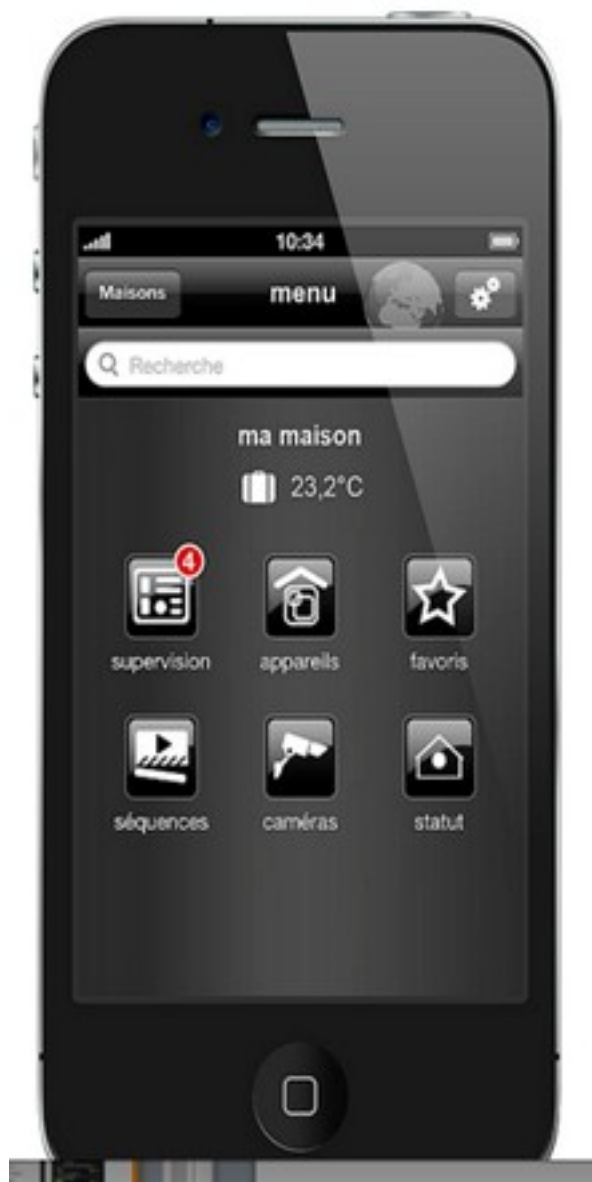 10:34
Maisons menu
Recherche
ma maison
23,2°C
4
supervision appareils favoris
séquences caméras statut